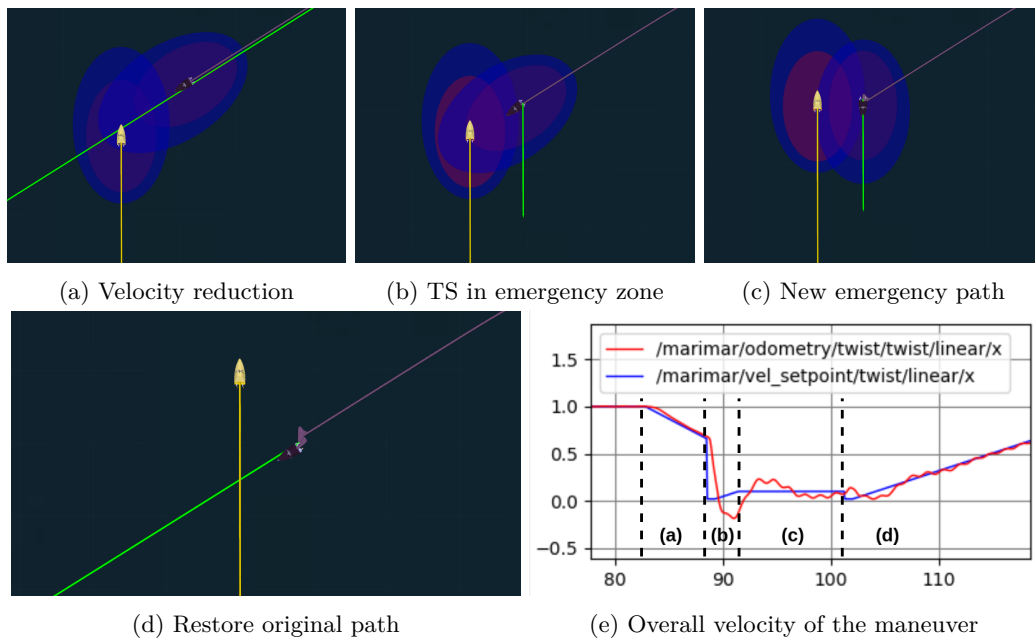 (a) Velocity reduction
(b) TS in emergency zone
(c) New emergency path
(d) Restore original path
/marimar/odometry/twist/twist/linear/x
/marimar/vel_setpoint/twist/linear/x
1.5
1.0
0.5
0.0
−0.5
(a)
(b)
(c)
(d)
80
90
100
110
(e) Overall velocity of the maneuver